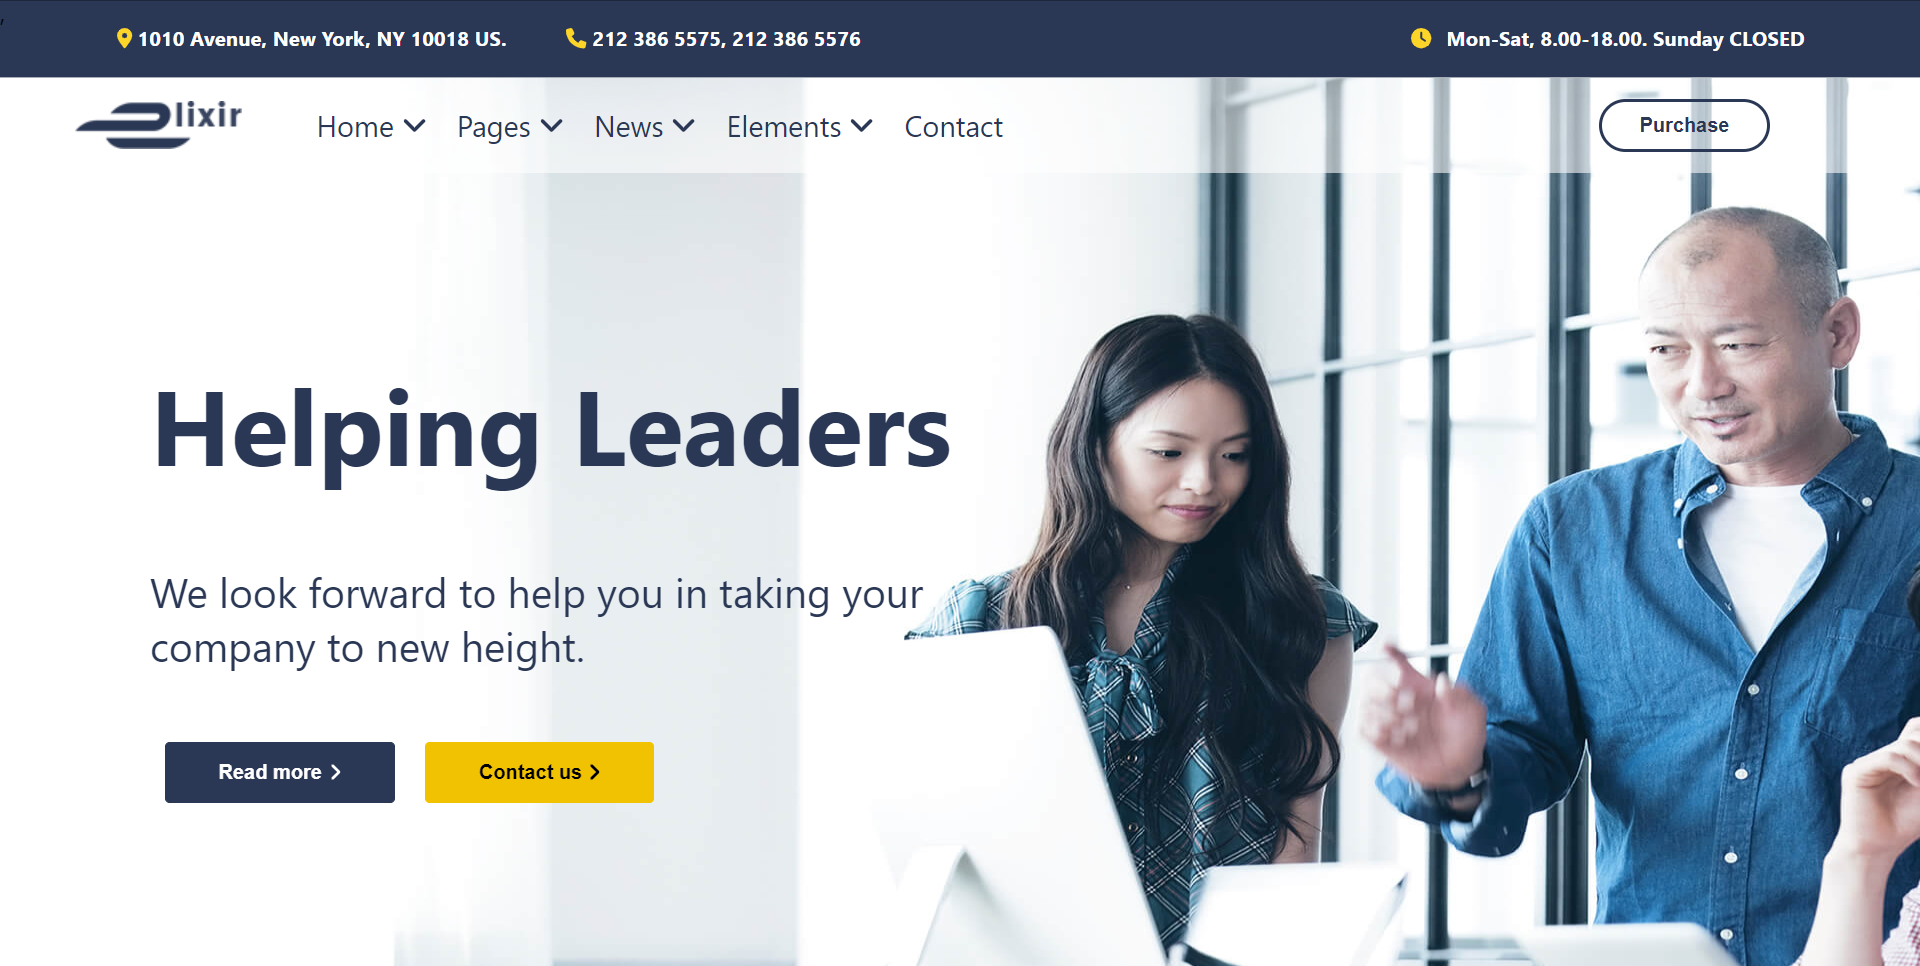 1010 Avenue, New York, NY 10018 US. 212 386 5575, 212 386 5576 Mon-Sat, 8.00-18.00. Sunday CLOSED
elixir Home Pages News Elements Contact Purchase
Helping Leaders
We look forward to help you in taking your
company to new height.
Read more Contact us